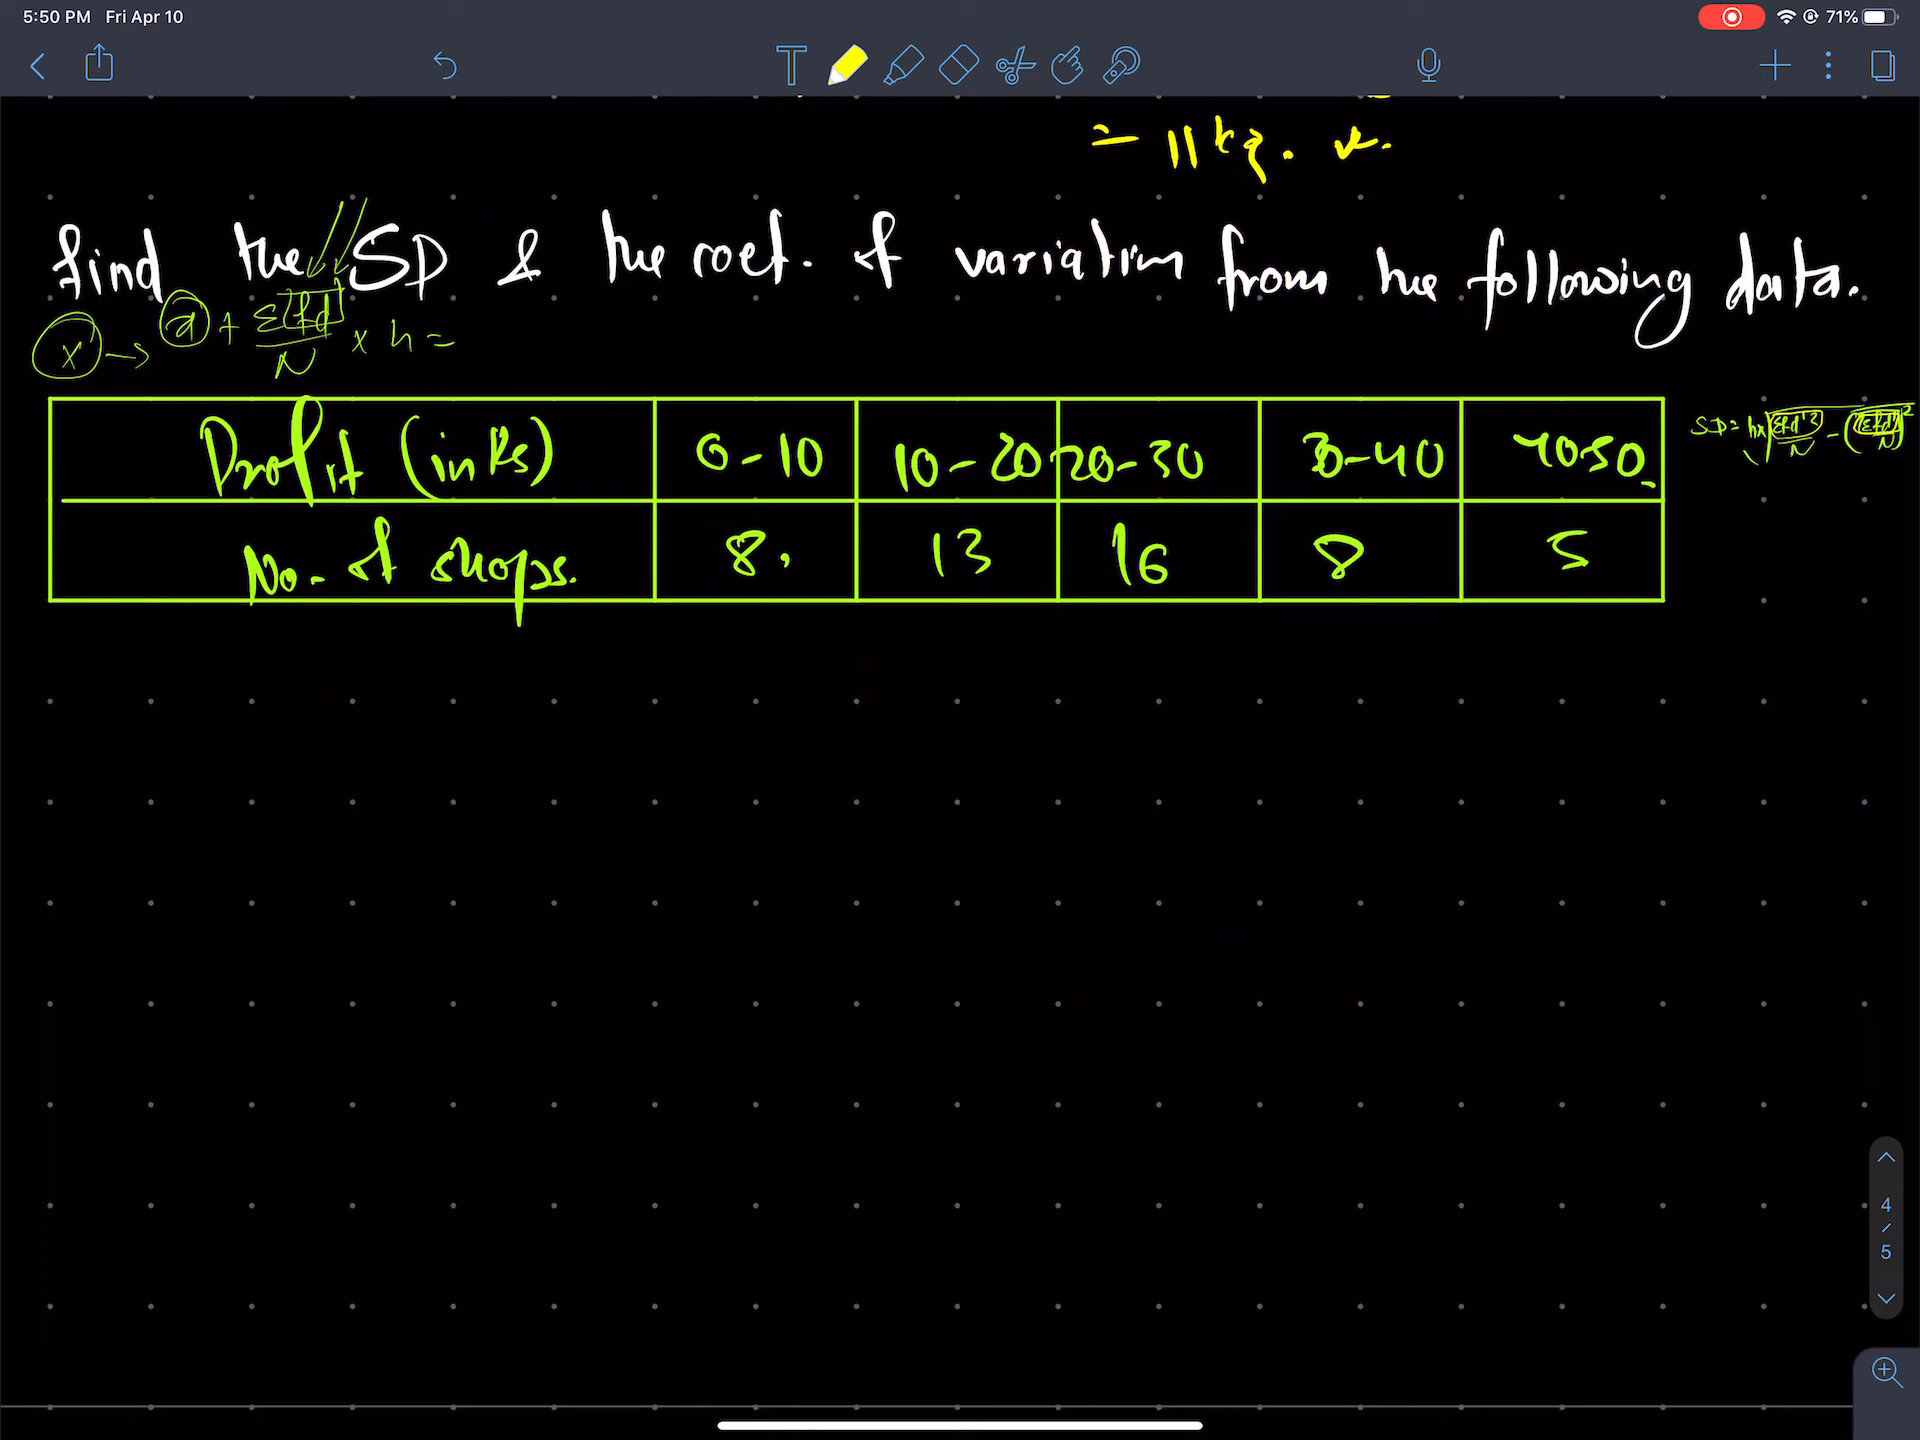 5:50 PM Fri Apr 10 71%
T
= 11 kg.
find the SD & the coef. of variation from the following data.
x → a + Σfd'/N × h =
Profit (in Rs) 0-10 10-20 20-30 30-40 40-50
SD = h × √Σfd'²/N - (Σfd'/N)²
No. of shops. 8 13 16 8 5
4
/
5